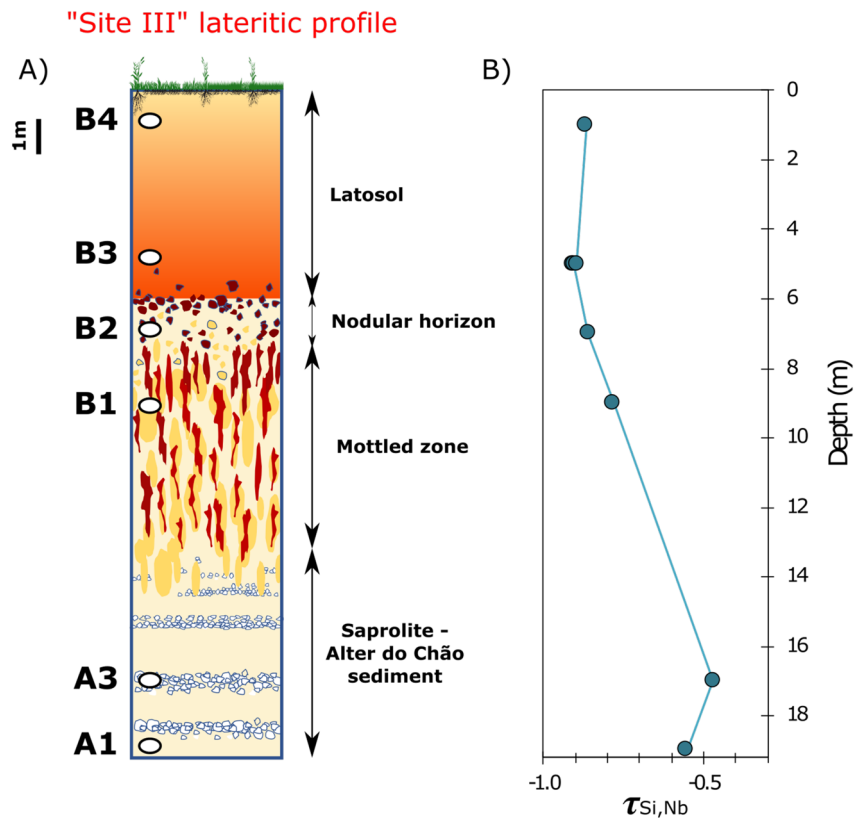 "Site III" lateritic profile
A)
B)
1m
B4
B3
B2
B1
A3
A1
Latosol
Nodular horizon
Mottled zone
Saprolite -
Alter do Chão
sediment
0
2
4
6
8
10
12
14
16
18
Depth (m)
-1.0
-0.5
τSi,Nb